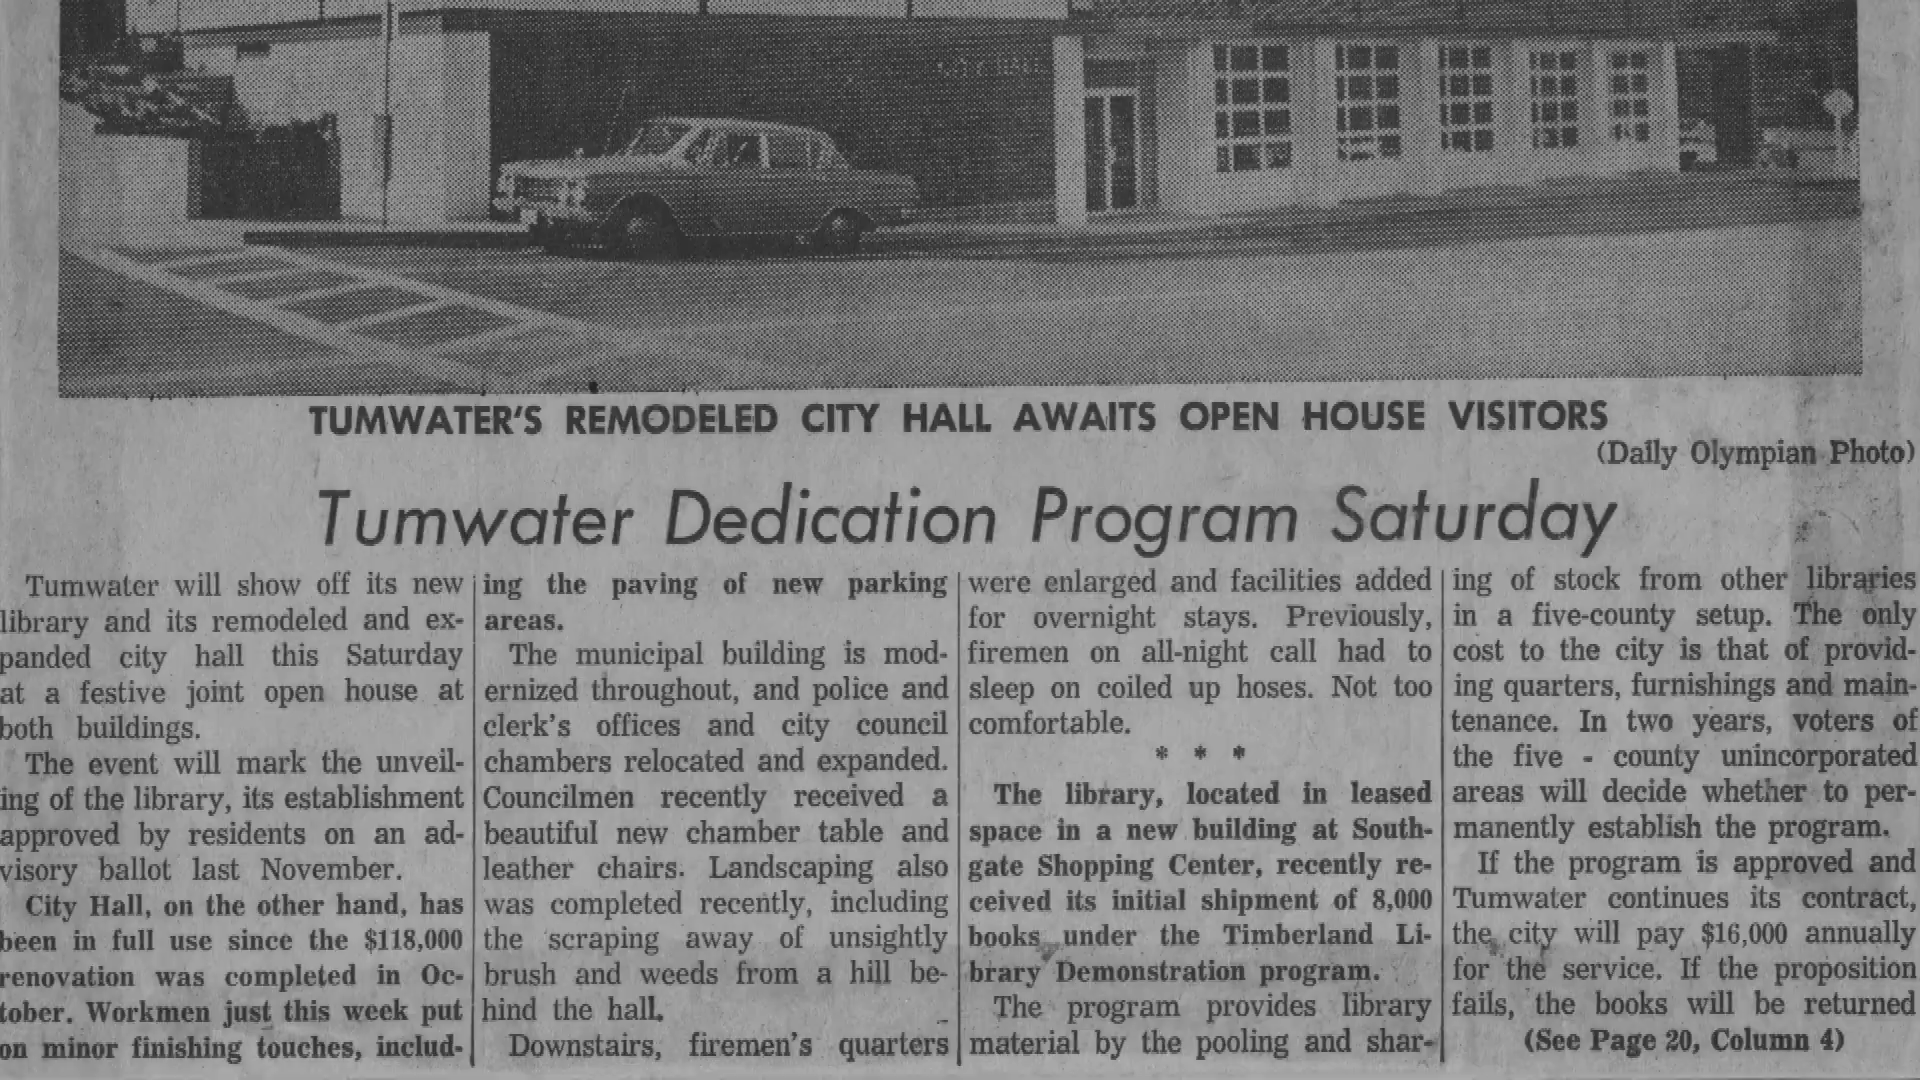 CITY HALL
TUMWATER'S REMODELED CITY HALL AWAITS OPEN HOUSE VISITORS
(Daily Olympian Photo)
Tumwater Dedication Program Saturday
Tumwater will show off its new
library and its remodeled and ex-
panded city hall this Saturday
at a festive joint open house at
both buildings.
The event will mark the unveil-
ing of the library, its establishment
approved by residents on an ad-
visory ballot last November.
City Hall, on the other hand, has
been in full use since the $118,000
renovation was completed in Oc-
tober. Workmen just this week put
on minor finishing touches, includ-
ing the paving of new parking
areas.
The municipal building is mod-
ernized throughout, and police and
clerk's offices and city council
chambers relocated and expanded.
Councilmen recently received a
beautiful new chamber table and
leather chairs. Landscaping also
was completed recently, including
the scraping away of unsightly
brush and weeds from a hill be-
hind the hall.
Downstairs, firemen's quarters
were enlarged and facilities added
for overnight stays. Previously,
firemen on all-night call had to
sleep on coiled up hoses. Not too
comfortable.
* * *
The library, located in leased
space in a new building at South-
gate Shopping Center, recently re-
ceived its initial shipment of 8,000
books under the Timberland Li-
brary Demonstration program.
The program provides library
material by the pooling and shar-
ing of stock from other libraries
in a five-county setup. The only
cost to the city is that of provid-
ing quarters, furnishings and main-
tenance. In two years, voters of
the five - county unincorporated
areas will decide whether to per-
manently establish the program.
If the program is approved and
Tumwater continues its contract,
the city will pay $16,000 annually
for the service. If the proposition
fails, the books will be returned
(See Page 20, Column 4)